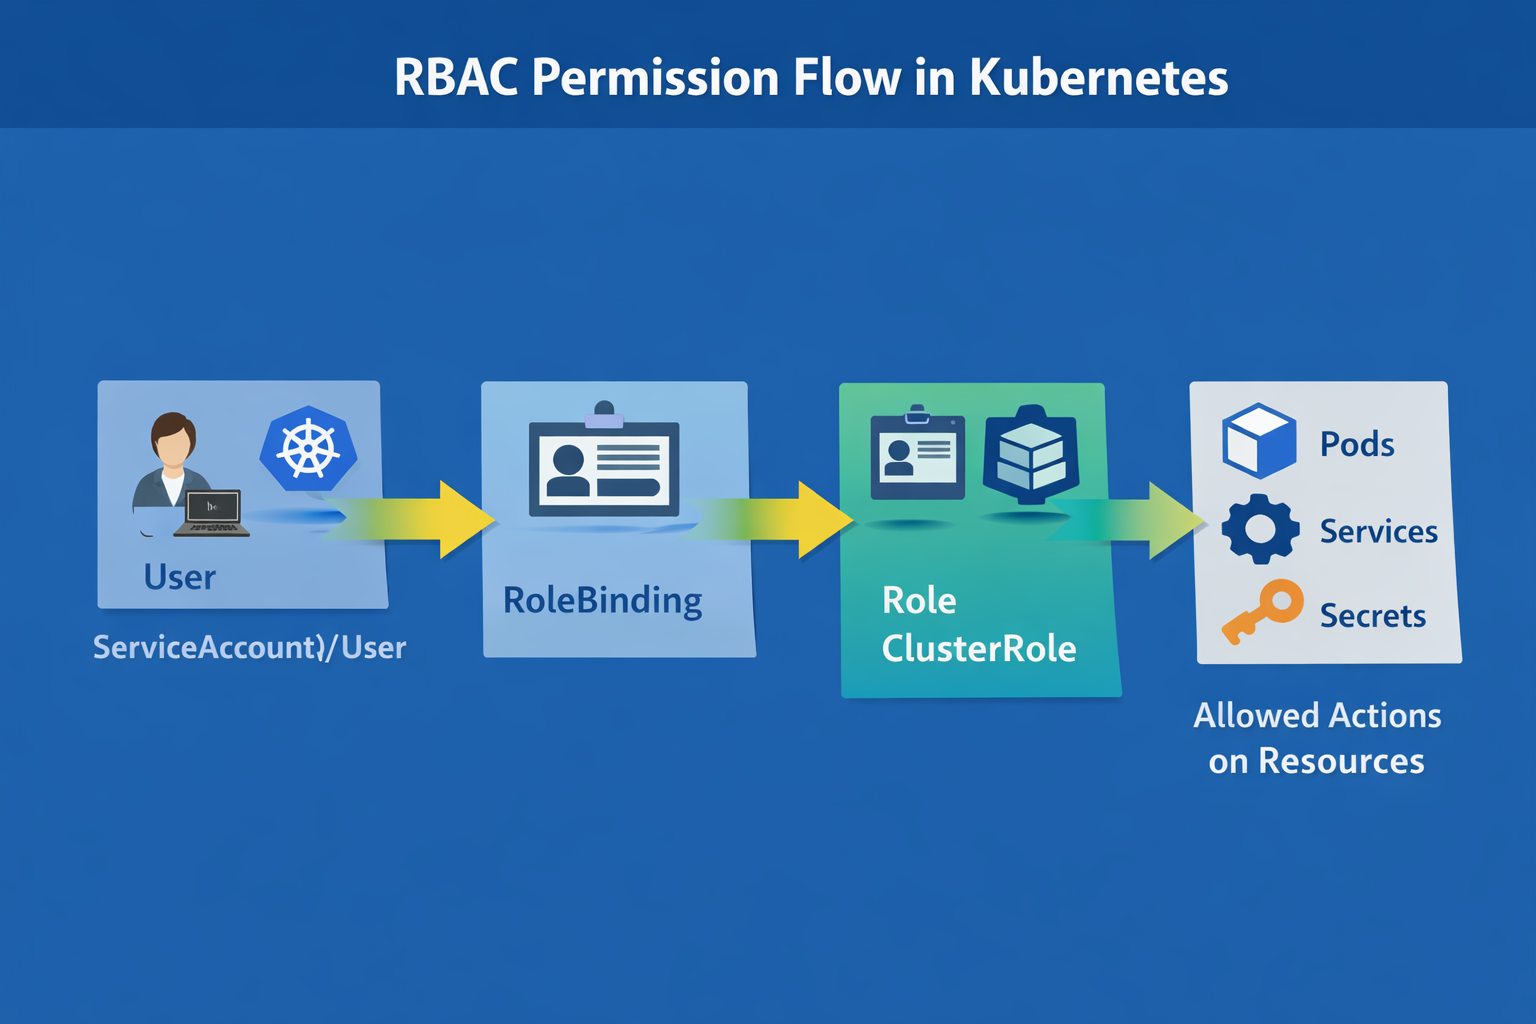 RBAC Permission Flow in Kubernetes
User
ServiceAccount)/User
RoleBinding
Role
ClusterRole
Pods
Services
Secrets
Allowed Actions
on Resources